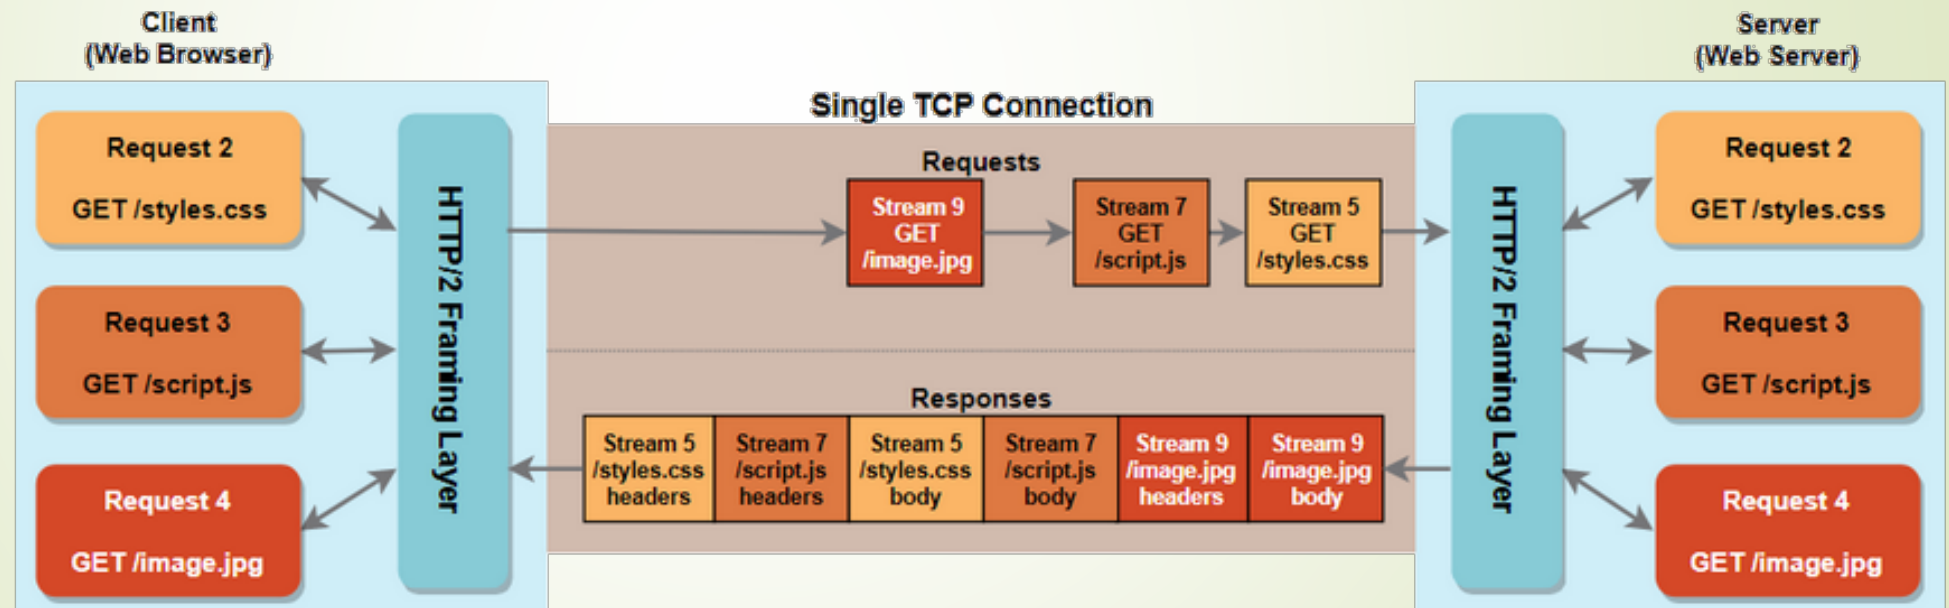 Client
(Web Browser)
Server
(Web Server)
Single TCP Connection
Request 2
GET /styles.css
Request 3
GET /script.js
Request 4
GET /image.jpg
HTTP/2 Framing Layer
Requests
Stream 9
GET
/image.jpg
Stream 7
GET
/script.js
Stream 5
GET
/styles.css
Responses
Stream 5
/styles.css
headers
Stream 7
/script.js
headers
Stream 5
/styles.css
body
Stream 7
/script.js
body
Stream 9
/image.jpg
headers
Stream 9
/image.jpg
body
HTTP/2 Framing Layer
Request 2
GET /styles.css
Request 3
GET /script.js
Request 4
GET /image.jpg